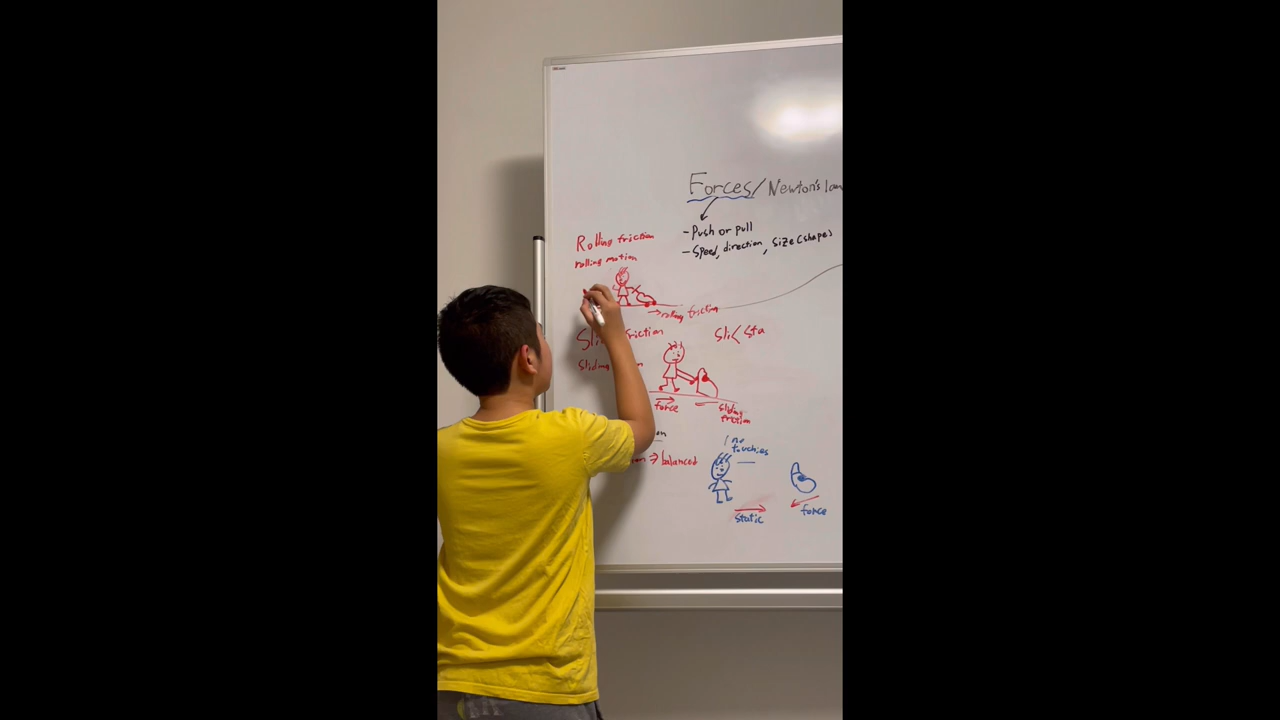 Forces/ Newton's
-Push or pull
-Speed, direction, size (shape)
Rolling friction
rolling motion
→rolling friction
friction
Sli< Sta
Sliding
force
sliding
friction
no
touchies
⇒ balanced
static
force